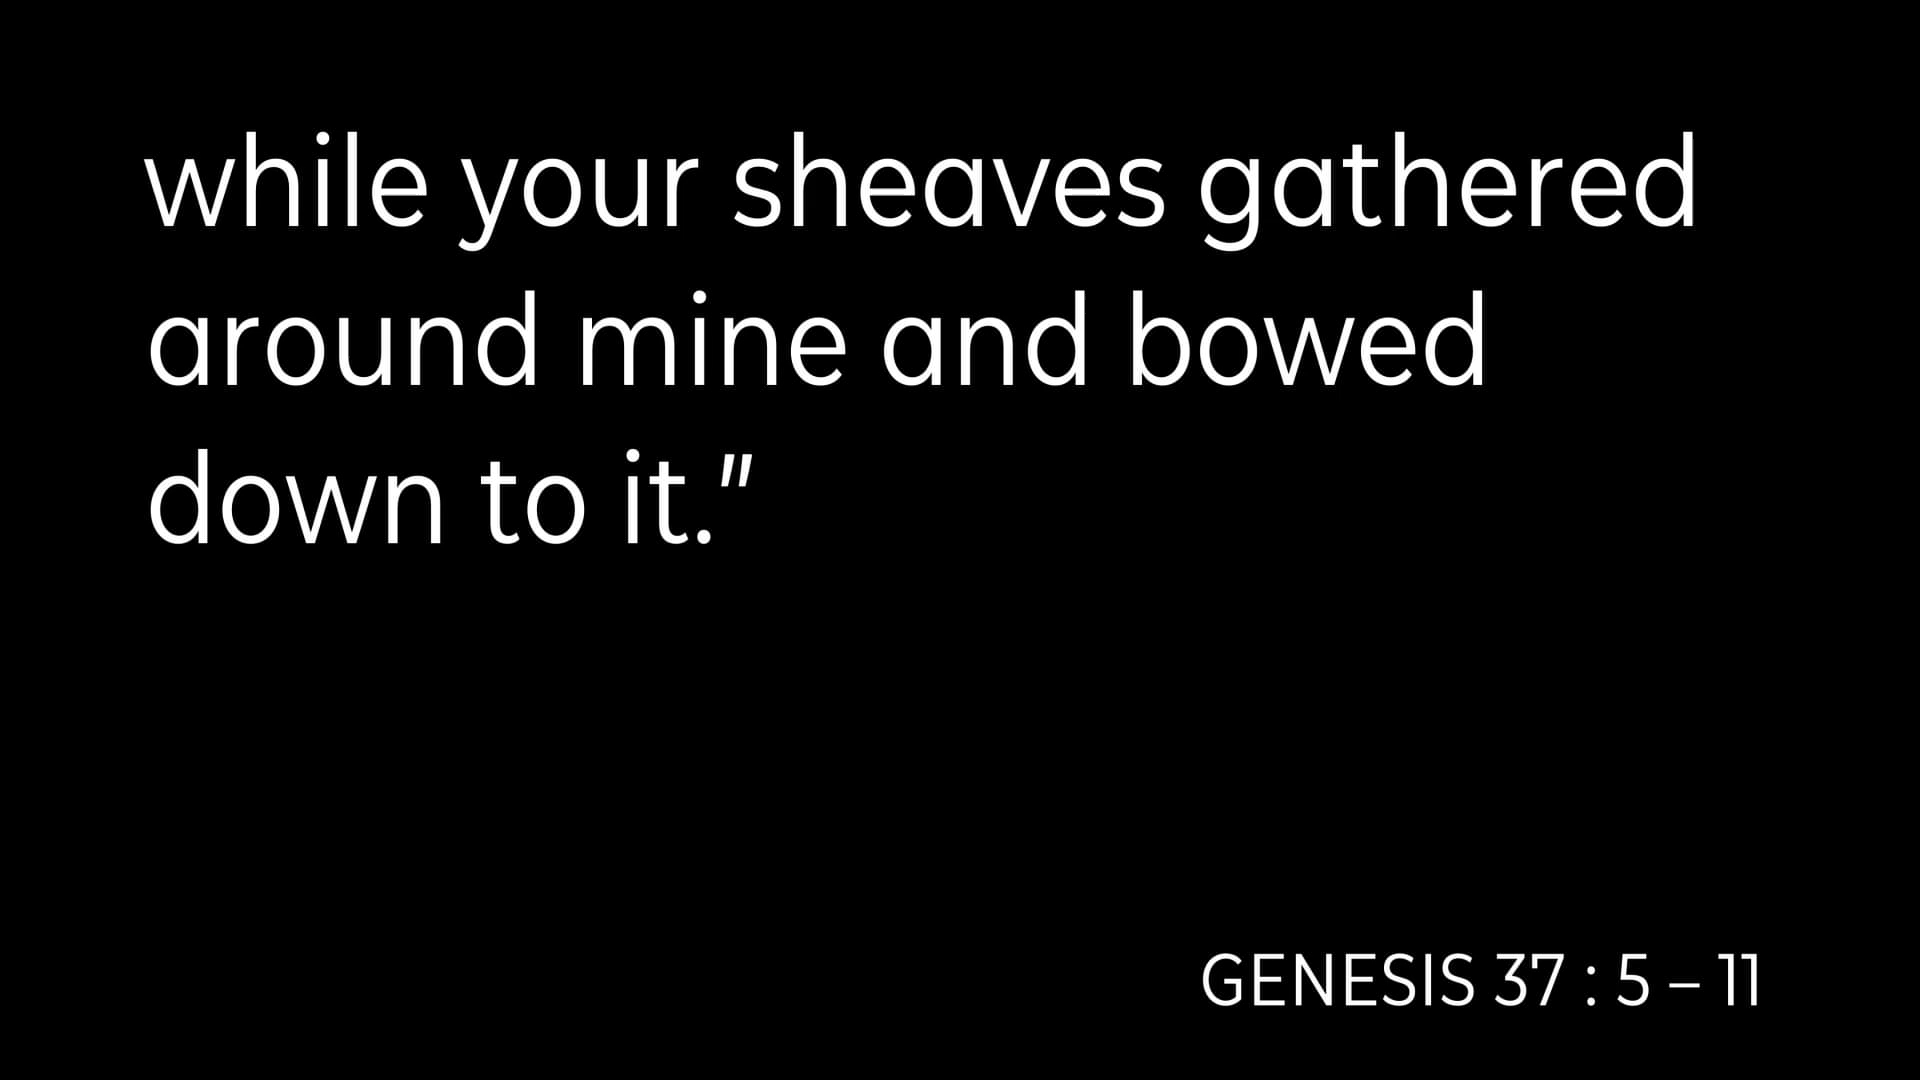 while your sheaves gathered
around mine and bowed
down to it."
GENESIS 37 : 5 – 11